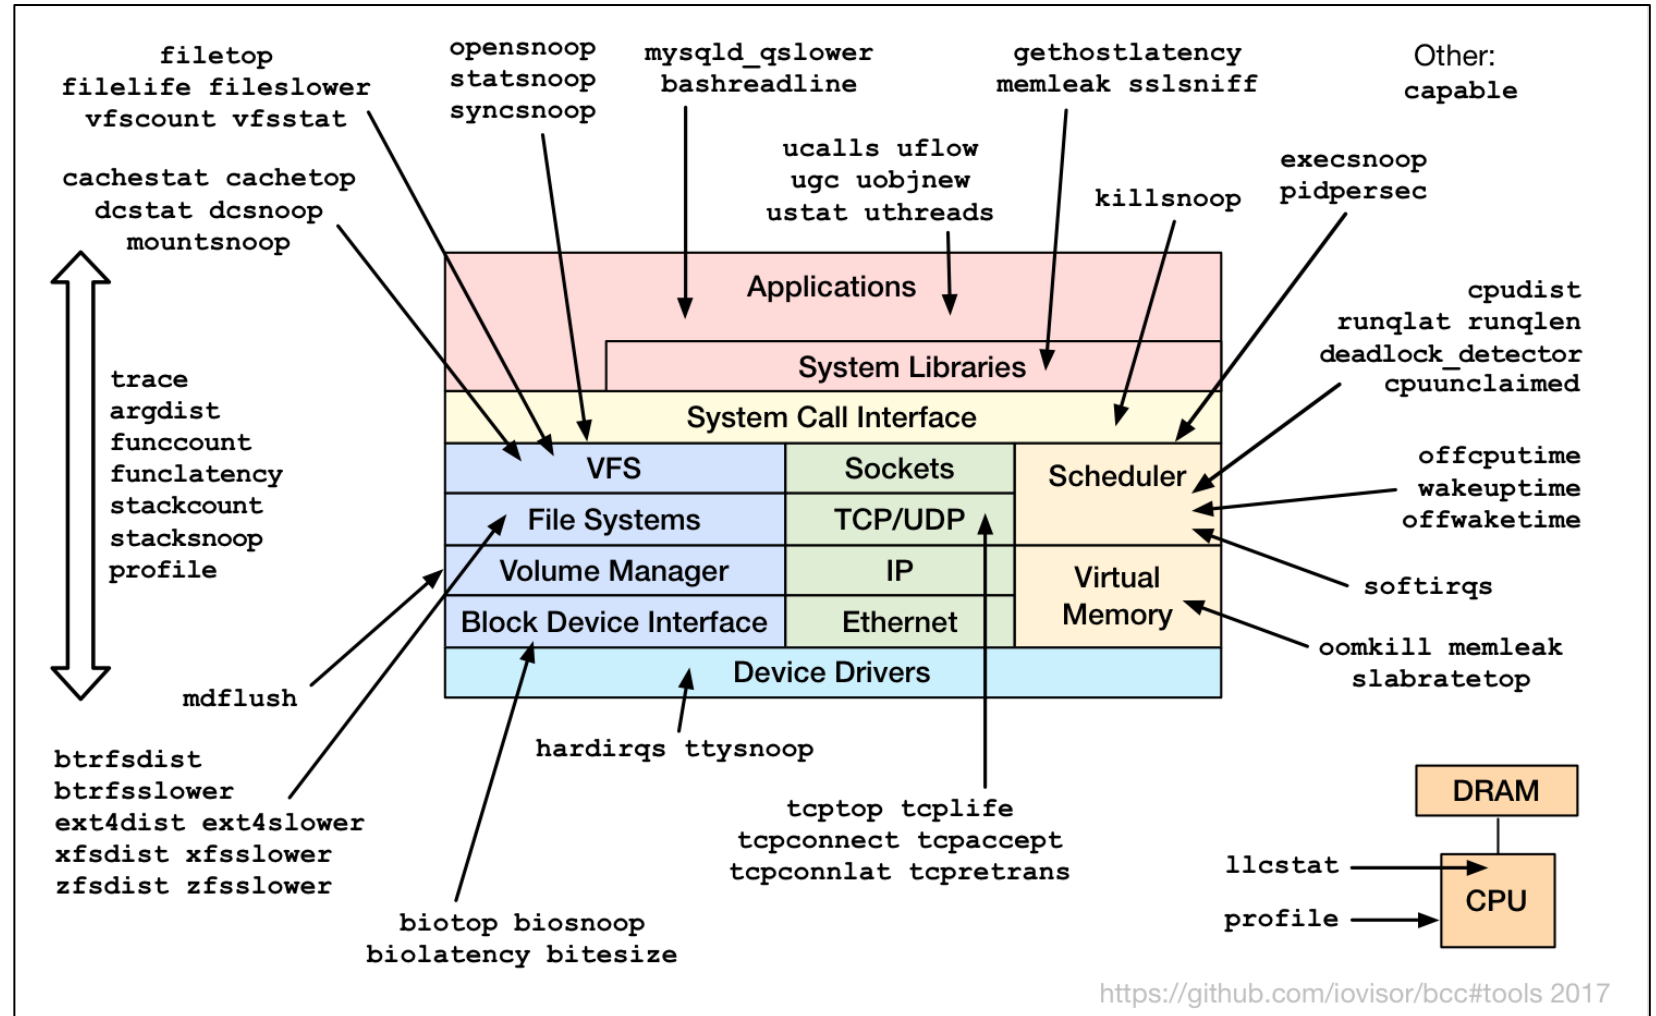 filetop
filelife fileslower
vfscount vfsstat
opensnoop
statsnoop
syncsnoop
mysqld_qslower
bashreadline
gethostlatency
memleak sslsniff
Other:
capable
cachestat cachetop
dcstat dcsnoop
mountsnoop
ucalls uflow
ugc uobjnew
ustat uthreads
killsnoop
execsnoop
pidpersec
trace
argdist
funccount
funclatency
stackcount
stacksnoop
profile
Applications
System Libraries
System Call Interface
VFS
File Systems
Volume Manager
Block Device Interface
Sockets
TCP/UDP
IP
Ethernet
Scheduler
Virtual
Memory
Device Drivers
cpudist
runqlat runqlen
deadlock_detector
cpuunclaimed
offcputime
wakeuptime
offwaketime
softirqs
oomkill memleak
slabratetop
mdflush
btrfsdist
btrfsslower
ext4dist ext4slower
xfsdist xfsslower
zfsdist zfsslower
hardirqs ttysnoop
biotop biosnoop
biolatency bitesize
tcptop tcplife
tcpconnect tcpaccept
tcpconnlat tcpretrans
DRAM
llcstat
CPU
profile
https://github.com/iovisor/bcc#tools 2017